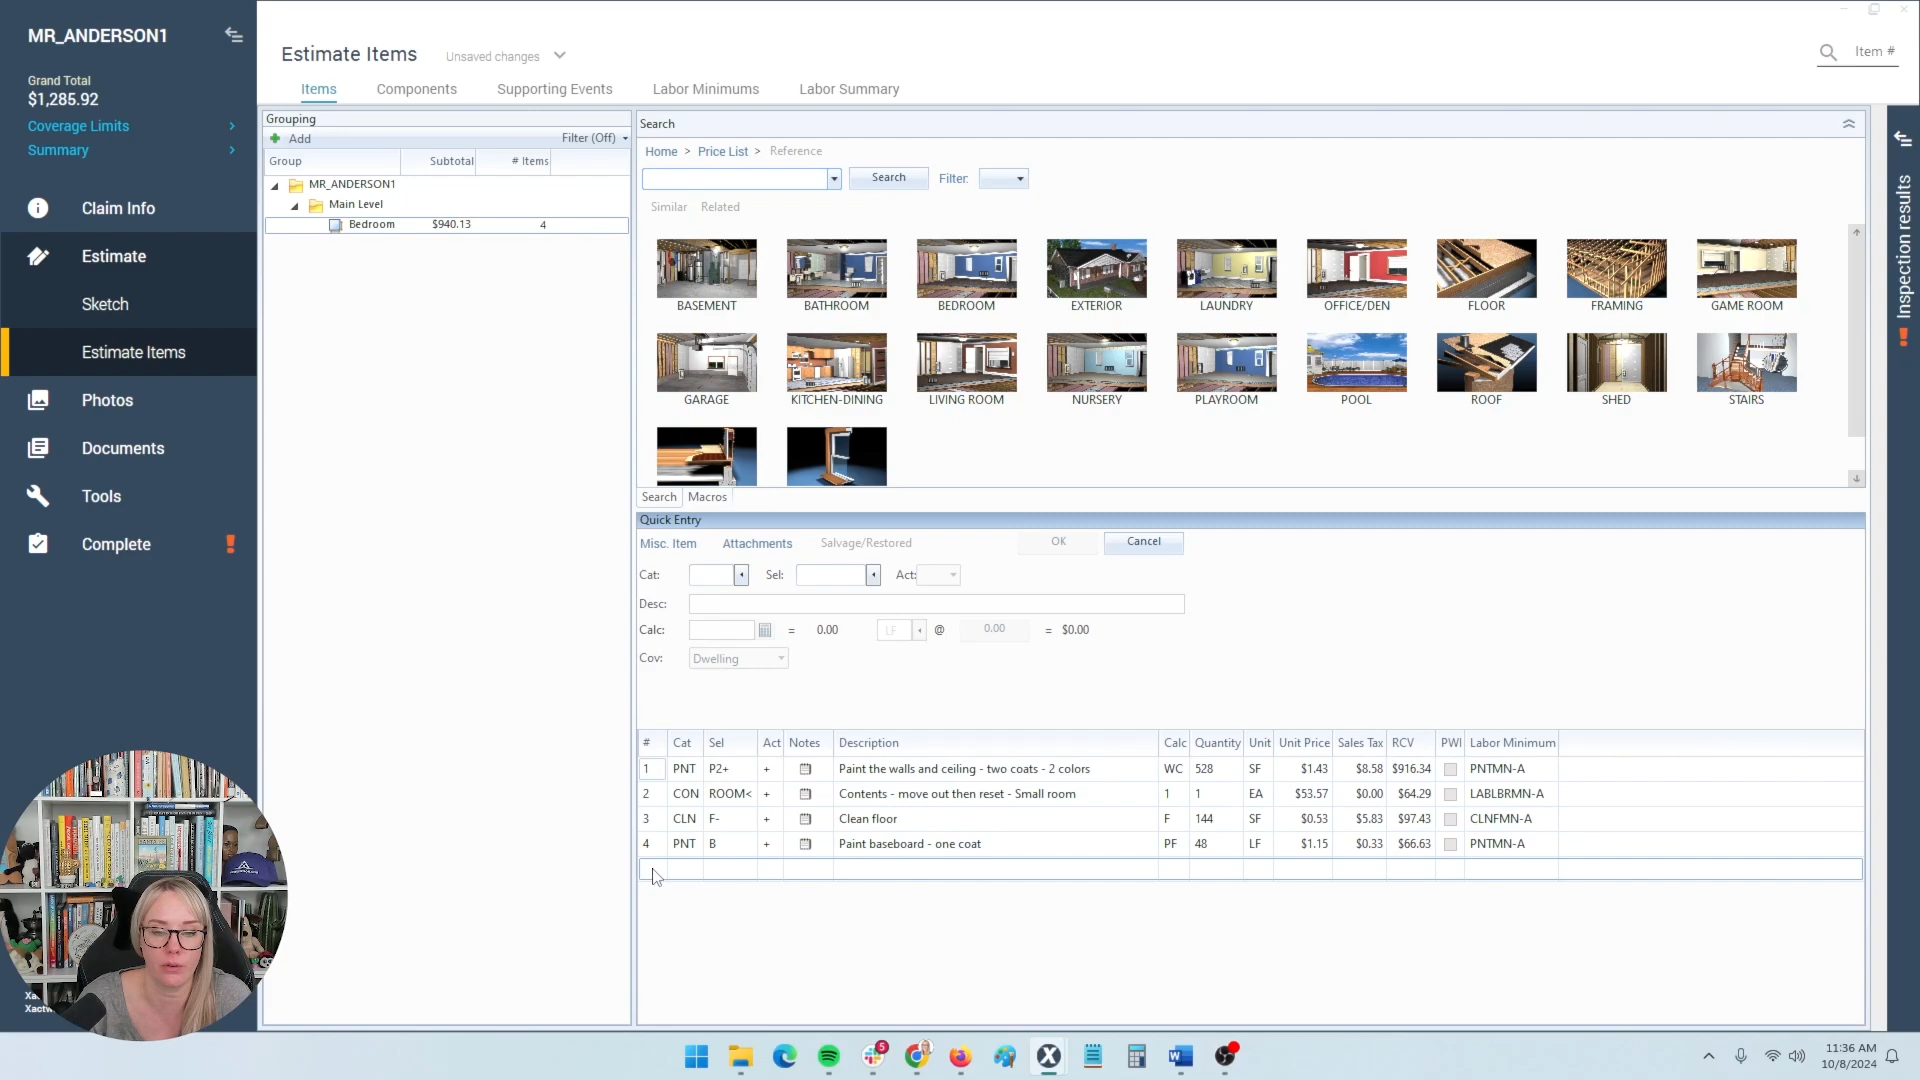 MR_ANDERSON1
Grand Total
$1,285.92
Coverage Limits
Summary
Claim Info
Estimate
Sketch
Estimate Items
Photos
Documents
Tools
Complete
Estimate Items
Unsaved changes
Item #
Items
Components
Supporting Events
Labor Minimums
Labor Summary
Grouping
Add
Filter (Off)
Group Subtotal # Items
MR_ANDERSON1
Main Level
Bedroom $940.13 4
Search
Home > Price List > Reference
Search
Filter:
Similar Related
BASEMENT BATHROOM BEDROOM EXTERIOR LAUNDRY OFFICE/DEN FLOOR FRAMING GAME ROOM
GARAGE KITCHEN-DINING LIVING ROOM NURSERY PLAYROOM POOL ROOF SHED STAIRS
Search Macros
Quick Entry
Misc. Item Attachments Salvage/Restored OK Cancel
Cat: Sel: Act:
Desc:
Calc: = 0.00 LF @ 0.00 = $0.00
Cov: Dwelling
# Cat Sel Act Notes Description Calc Quantity Unit Unit Price Sales Tax RCV PWI Labor Minimum
1 PNT P2+ + Paint the walls and ceiling - two coats - 2 colors WC 528 SF $1.43 $8.58 $916.34 PNTMN-A
2 CON ROOM< + Contents - move out then reset - Small room 1 1 EA $53.57 $0.00 $64.29 LABLBRMN-A
3 CLN F- + Clean floor F 144 SF $0.53 $5.83 $97.43 CLNFMN-A
4 PNT B + Paint baseboard - one coat PF 48 LF $1.15 $0.33 $66.63 PNTMN-A
Inspection results
Xa
Xactw
5
11:36 AM
10/8/2024